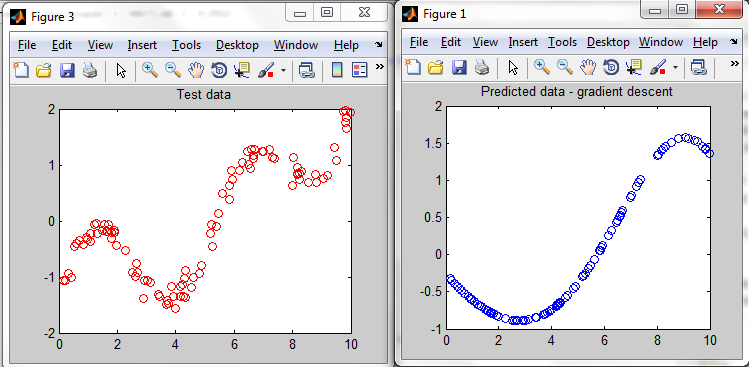 Figure 3
File Edit View Insert Tools Desktop Window Help
Test data
2
1
0
-1
-2
0 2 4 6 8 10
Figure 1
File Edit View Insert Tools Desktop Window Help
Predicted data - gradient descent
2
1.5
1
0.5
0
-0.5
-1
0 2 4 6 8 10